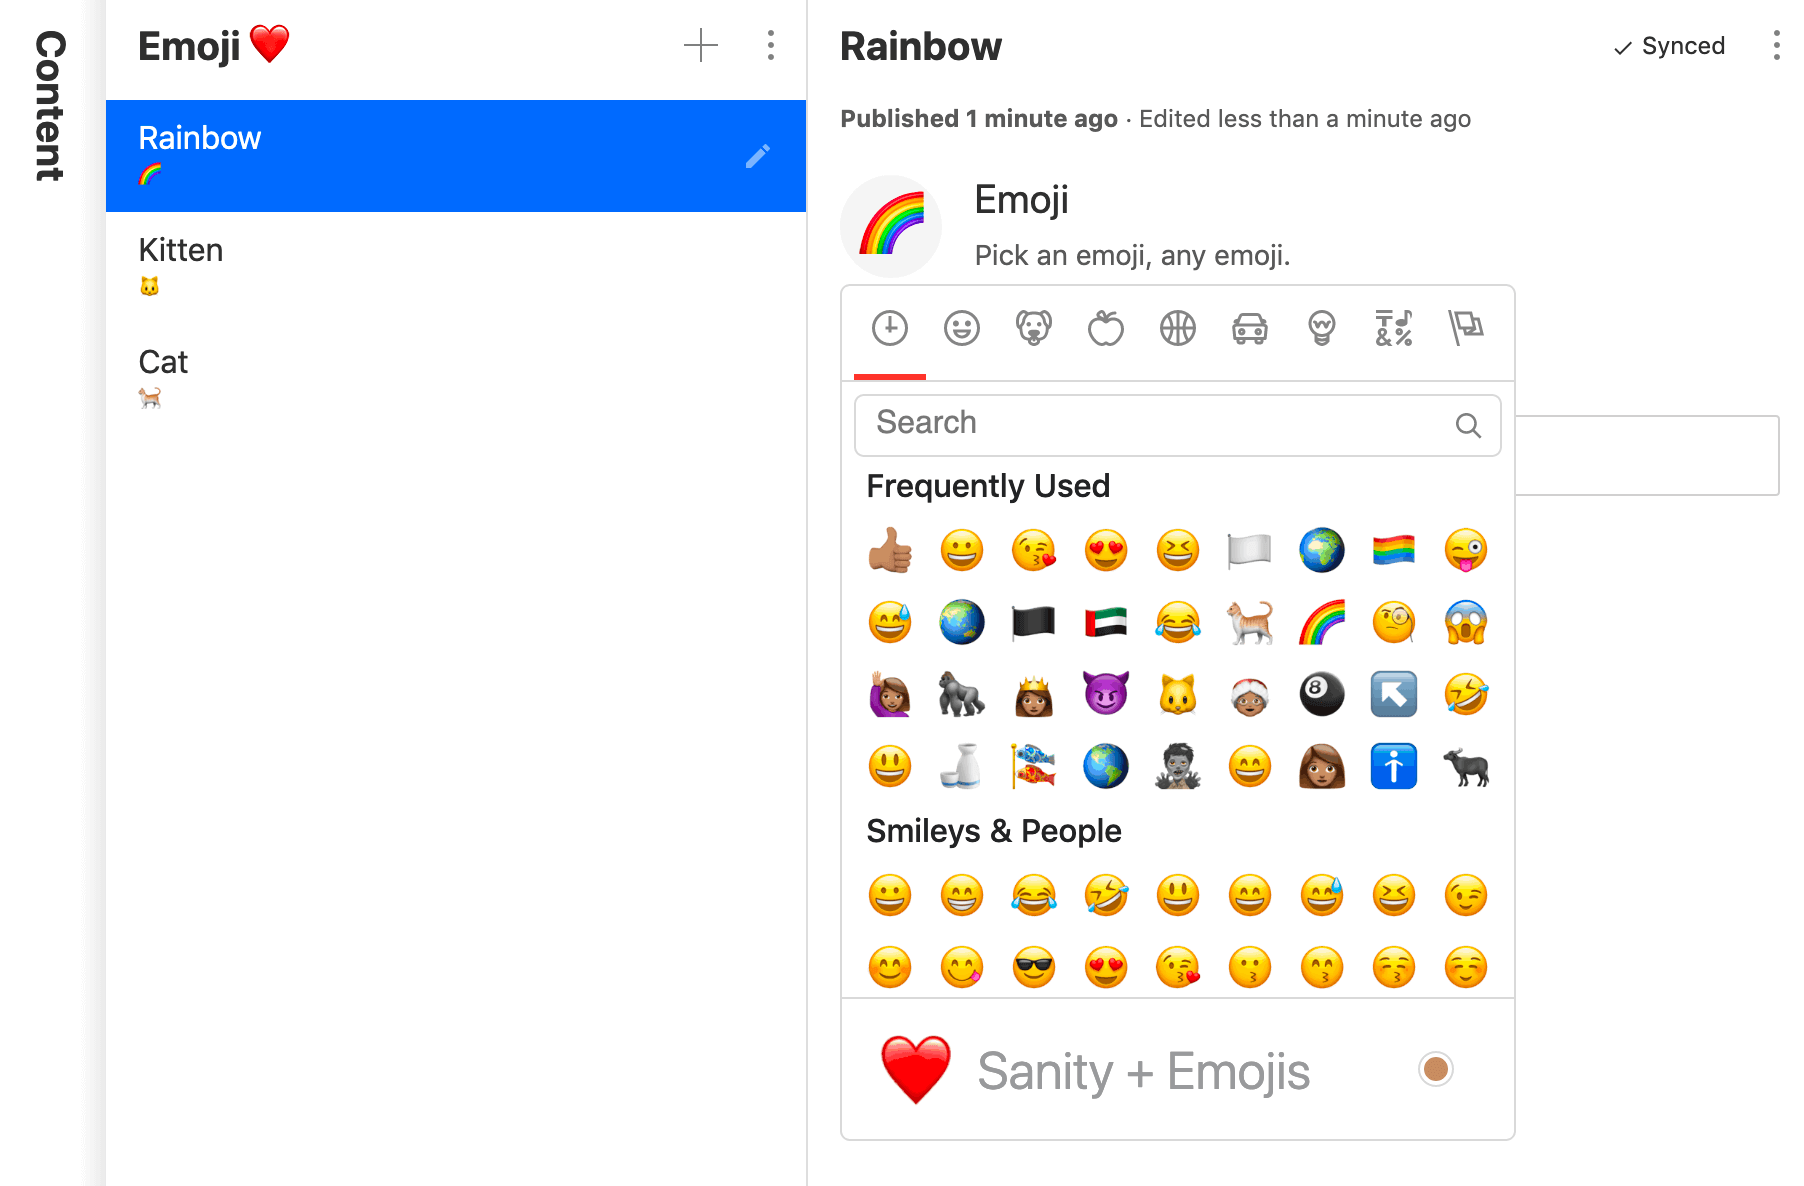 Content
Emoji ❤️
Rainbow
🌈
Kitten
🐱
Cat
🐈
Rainbow
✓ Synced
Published 1 minute ago · Edited less than a minute ago
Emoji
Pick an emoji, any emoji.
Search
Frequently Used
Smileys & People
Sanity + Emojis